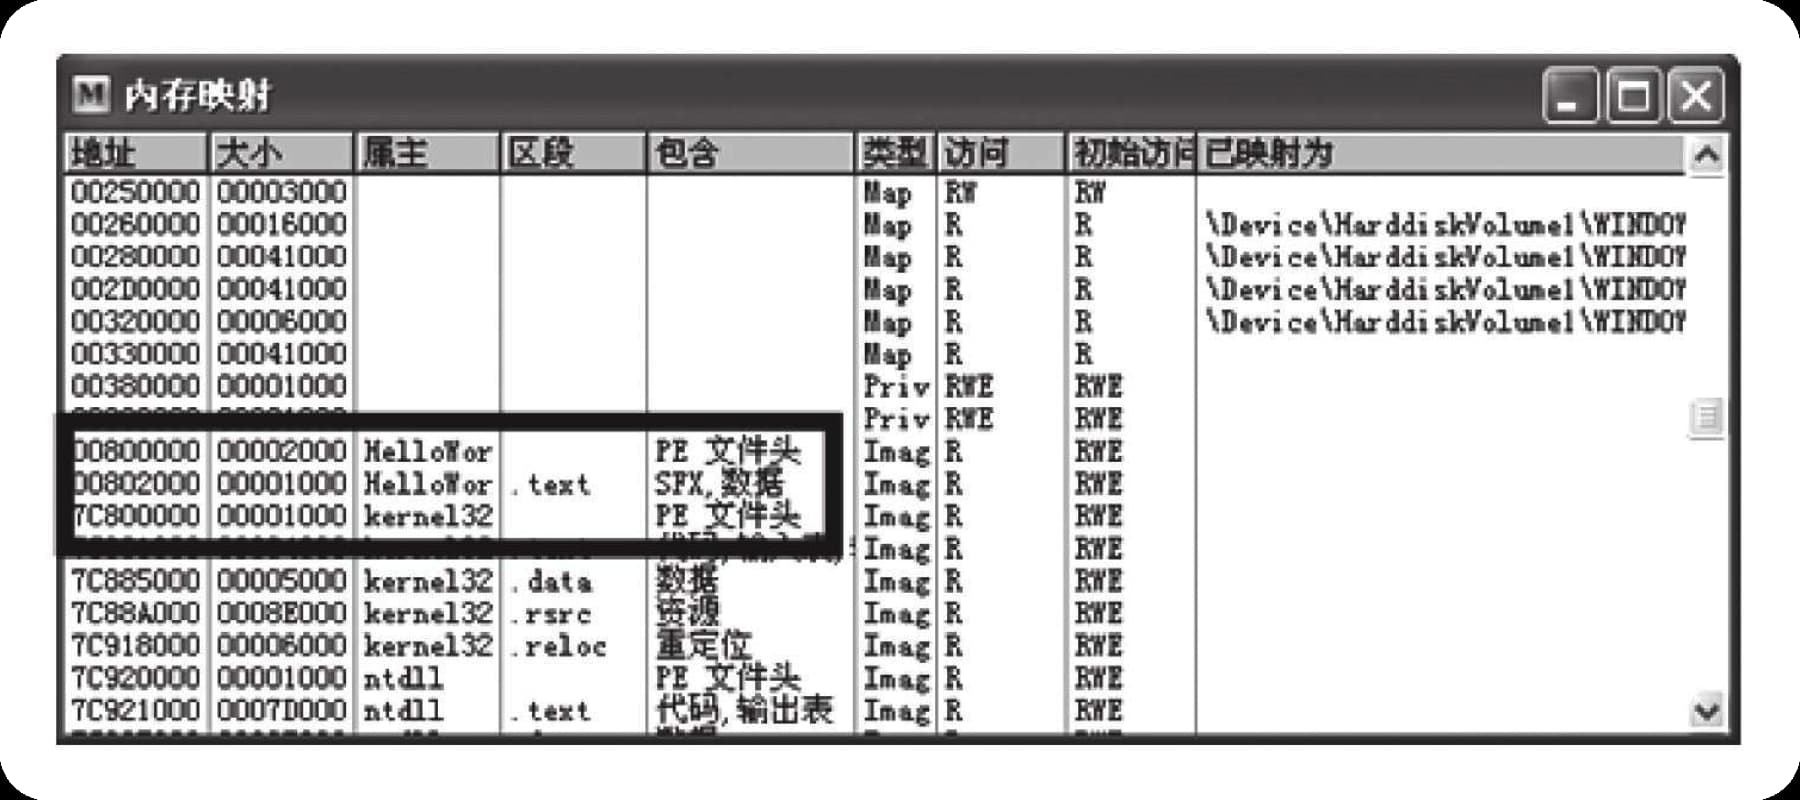 M 内存映射
地址 大小 属主 区段 包含 类型 访问 初始访问 已映射为
00250000 00003000 Map RW RW
00260000 00016000 Map R R \Device\HarddiskVolume1\WINDOW
00280000 00041000 Map R R \Device\HarddiskVolume1\WINDOW
002D0000 00041000 Map R R \Device\HarddiskVolume1\WINDOW
00320000 00006000 Map R R \Device\HarddiskVolume1\WINDOW
00330000 00041000 Map R R
00380000 00001000 Priv RWE RWE
Priv RWE RWE
00800000 00002000 HelloWor PE 文件头 Imag R RWE
00802000 00001000 HelloWor .text SFX,数据 Imag R RWE
7C800000 00001000 kernel32 PE 文件头 Imag R RWE
Imag R RWE
7C885000 00005000 kernel32 .data 数据 Imag R RWE
7C88A000 0008E000 kernel32 .rsrc 资源 Imag R RWE
7C918000 00006000 kernel32 .reloc 重定位 Imag R RWE
7C920000 00001000 ntdll PE 文件头 Imag R RWE
7C921000 0007D000 ntdll .text 代码,输出表 Imag R RWE